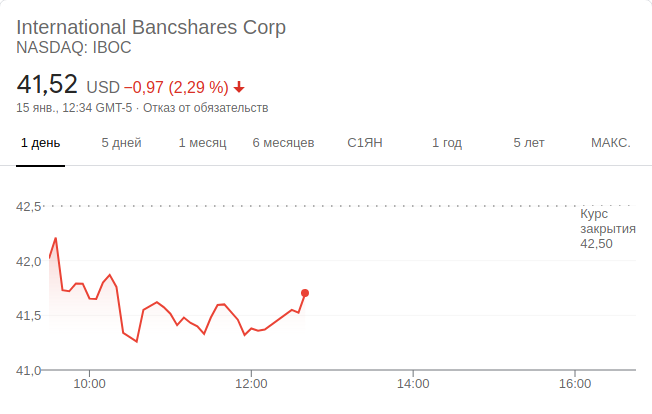 International Bancshares Corp
NASDAQ: IBOC
41,52 USD −0,97 (2,29 %)
15 янв., 12:34 GMT-5 · Отказ от обязательств
1 день 5 дней 1 месяц 6 месяцев С1ЯН 1 год 5 лет МАКС.
42,5
Курс
закрытия
42,50
42,0
41,5
41,0
10:00 12:00 14:00 16:00